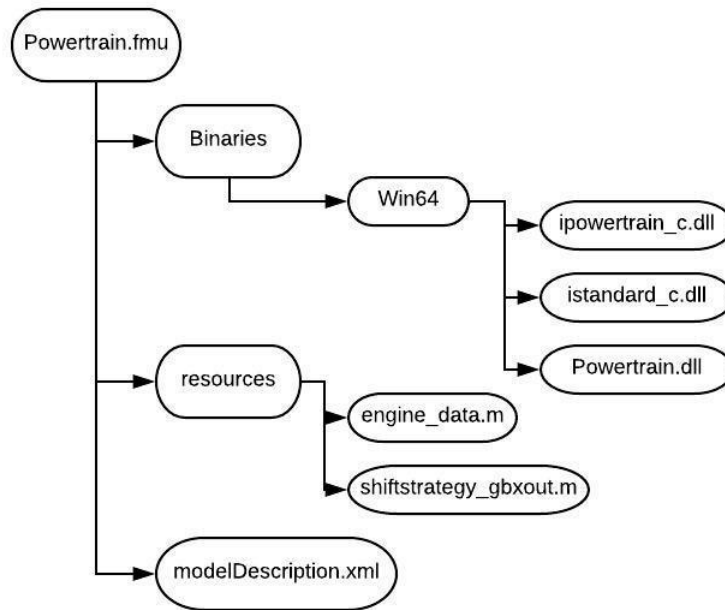 Powertrain.fmu
Binaries
Win64
ipowertrain_c.dll
istandard_c.dll
Powertrain.dll
resources
engine_data.m
shiftstrategy_gbxout.m
modelDescription.xml